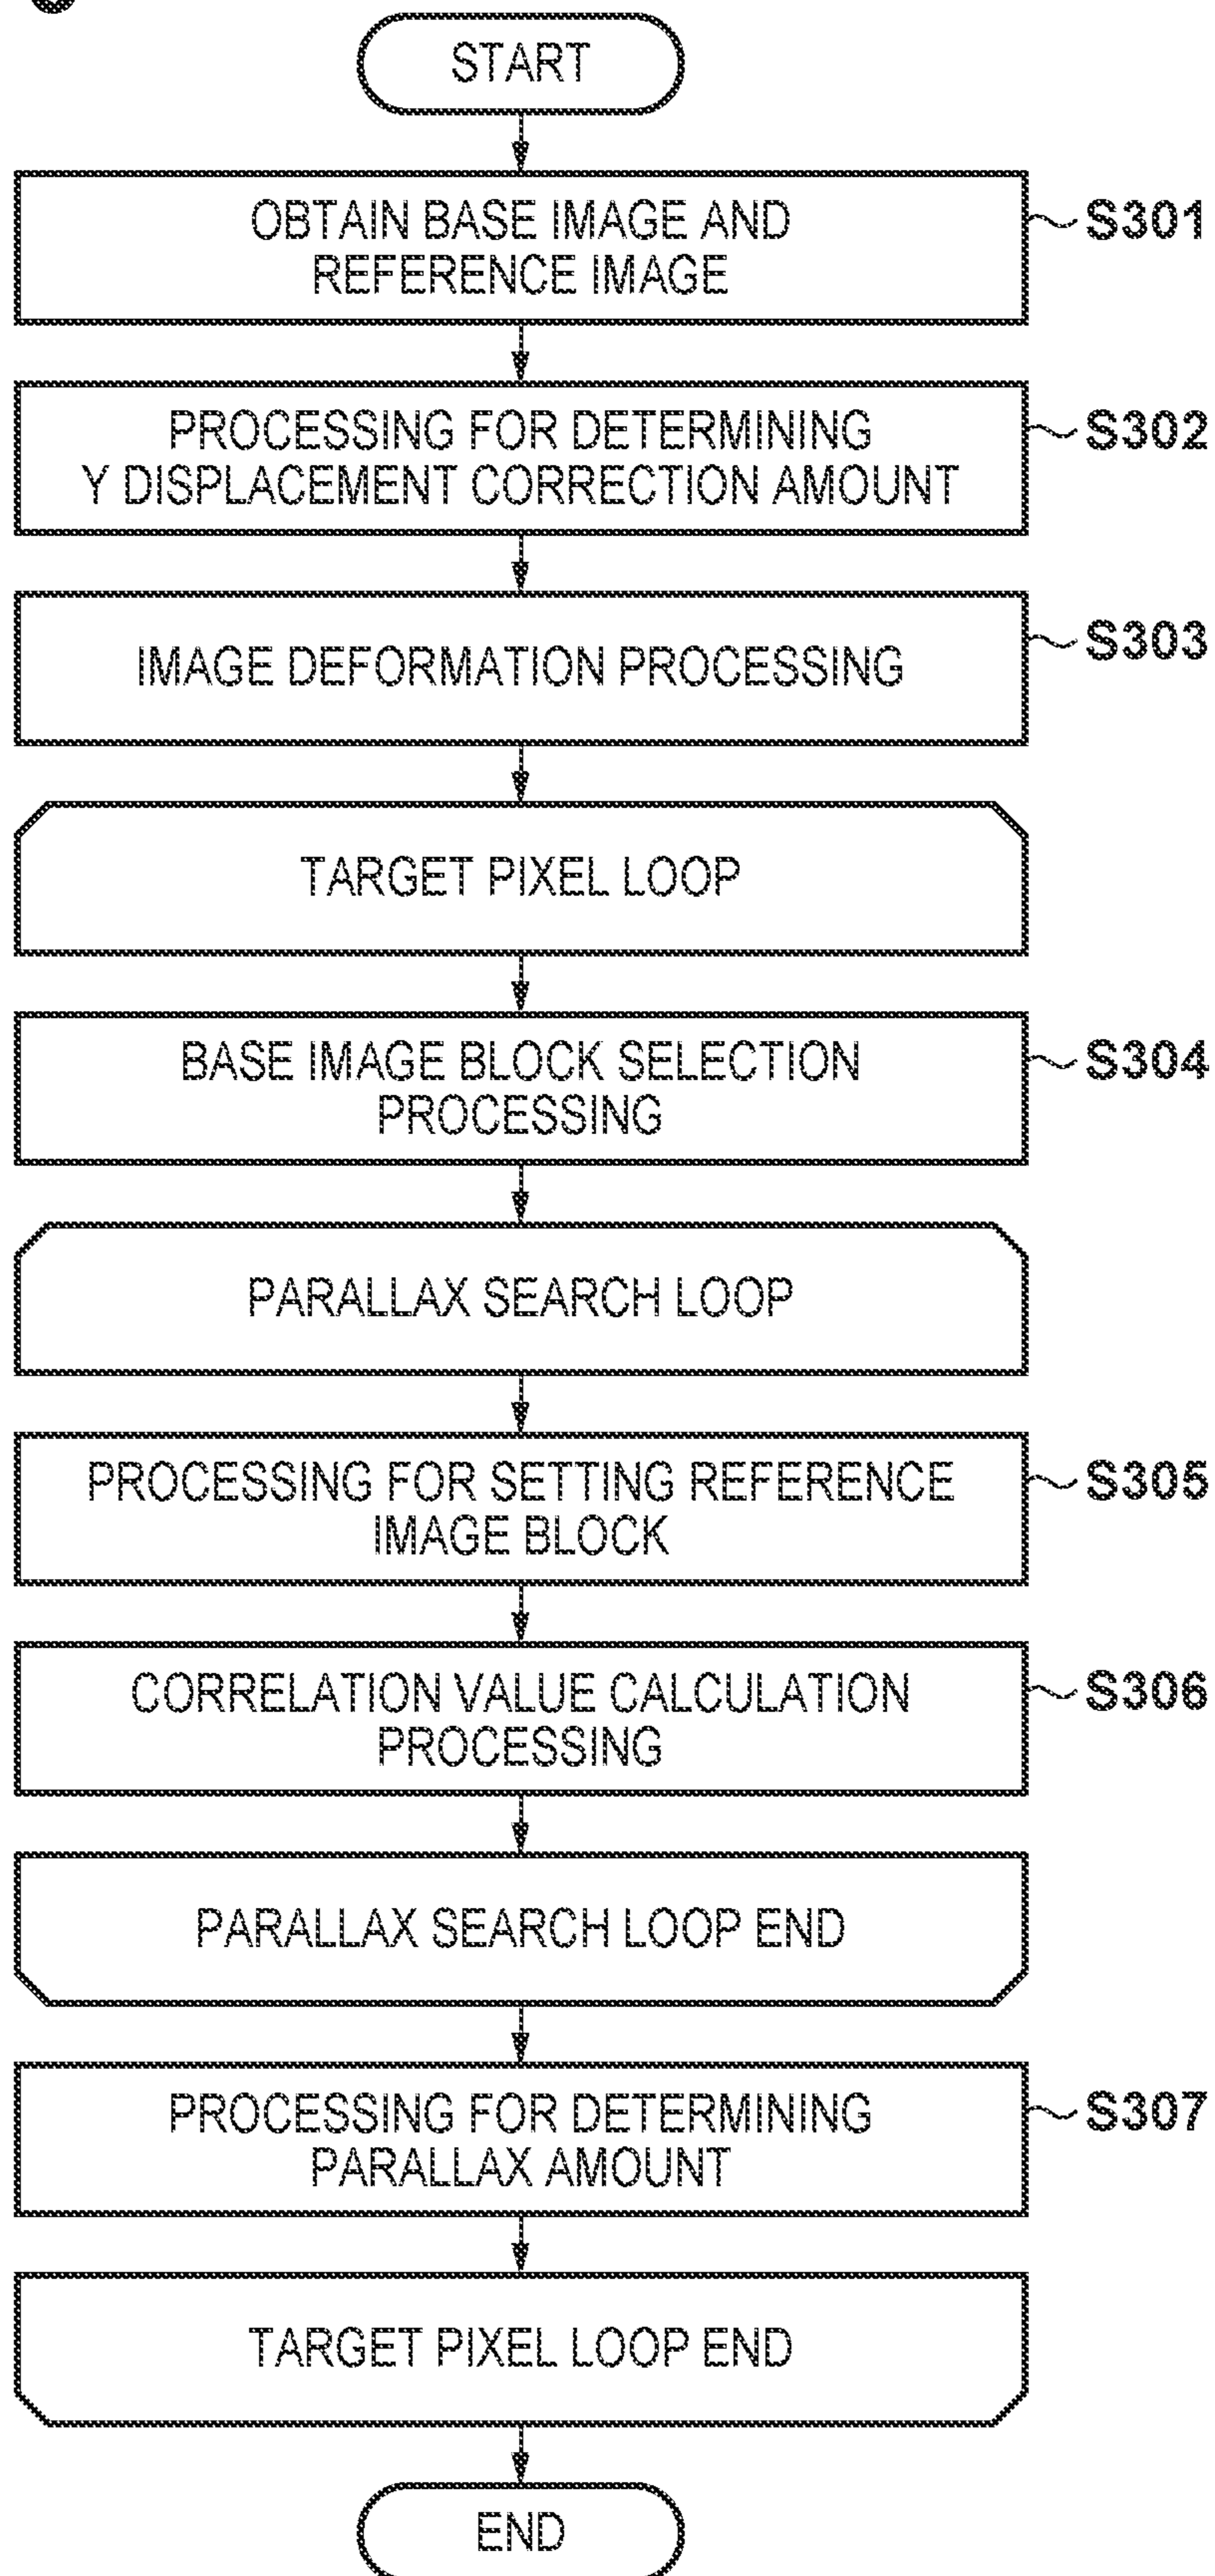 START
OBTAIN BASE IMAGE AND
REFERENCE IMAGE
S301
PROCESSING FOR DETERMINING
Y DISPLACEMENT CORRECTION AMOUNT
S302
IMAGE DEFORMATION PROCESSING
S303
TARGET PIXEL LOOP
BASE IMAGE BLOCK SELECTION
PROCESSING
S304
PARALLAX SEARCH LOOP
PROCESSING FOR SETTING REFERENCE
IMAGE BLOCK
S305
CORRELATION VALUE CALCULATION
PROCESSING
S306
PARALLAX SEARCH LOOP END
PROCESSING FOR DETERMINING
PARALLAX AMOUNT
S307
TARGET PIXEL LOOP END
END